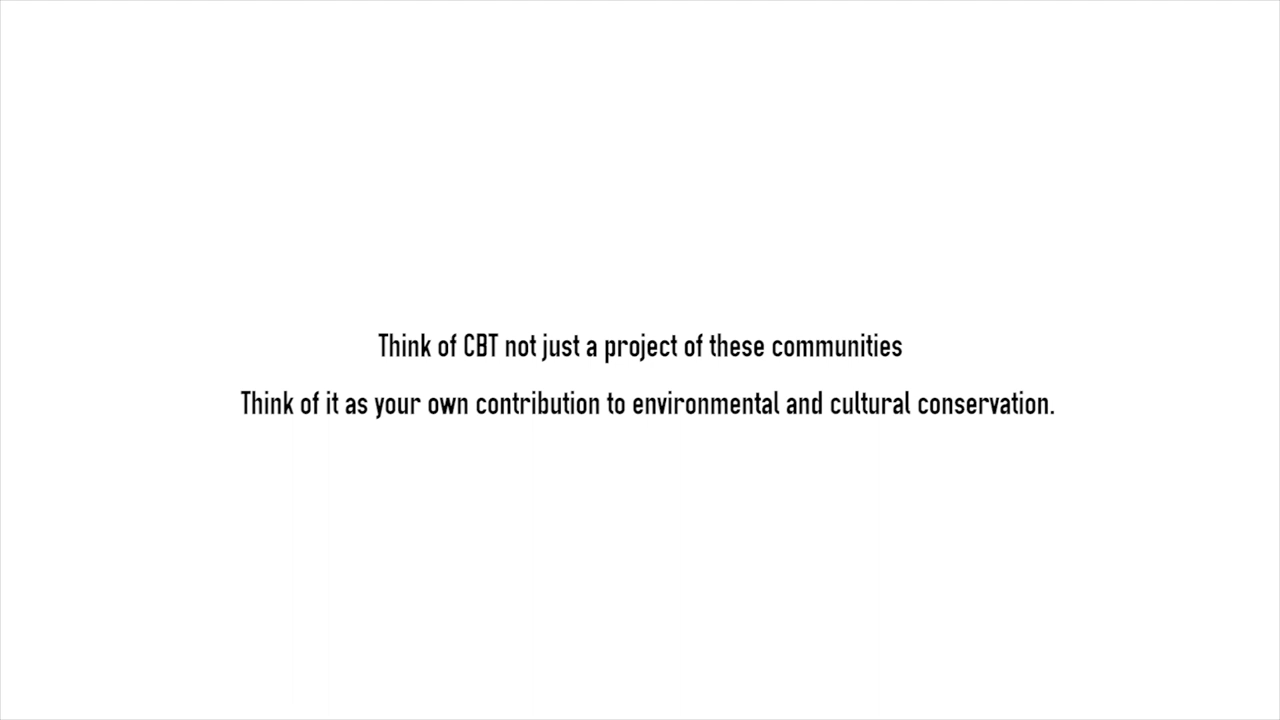 Think of CBT not just a project of these communities
Think of it as your own contribution to environmental and cultural conservation.